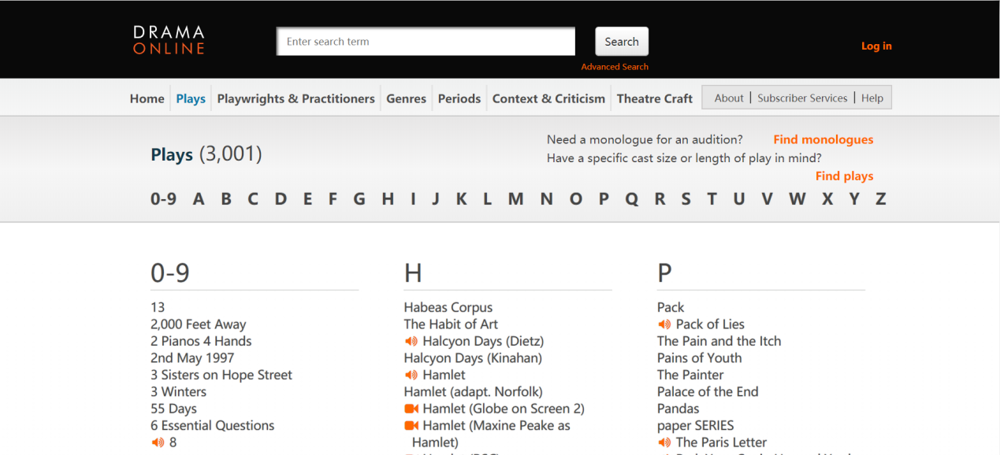 DRAMA
ONLINE
Enter search term
Search
Advanced Search
Log in
Home Plays Playwrights & Practitioners Genres Periods Context & Criticism Theatre Craft About | Subscriber Services | Help
Plays (3,001)
Need a monologue for an audition? Find monologues
Have a specific cast size or length of play in mind?
Find plays
0-9 A B C D E F G H I J K L M N O P Q R S T U V W X Y Z
0-9
13
2,000 Feet Away
2 Pianos 4 Hands
2nd May 1997
3 Sisters on Hope Street
3 Winters
55 Days
6 Essential Questions
8
H
Habeas Corpus
The Habit of Art
Halcyon Days (Dietz)
Halcyon Days (Kinahan)
Hamlet
Hamlet (adapt. Norfolk)
Hamlet (Globe on Screen 2)
Hamlet (Maxine Peake as
Hamlet)
P
Pack
Pack of Lies
The Pain and the Itch
Pains of Youth
The Painter
Palace of the End
Pandas
paper SERIES
The Paris Letter